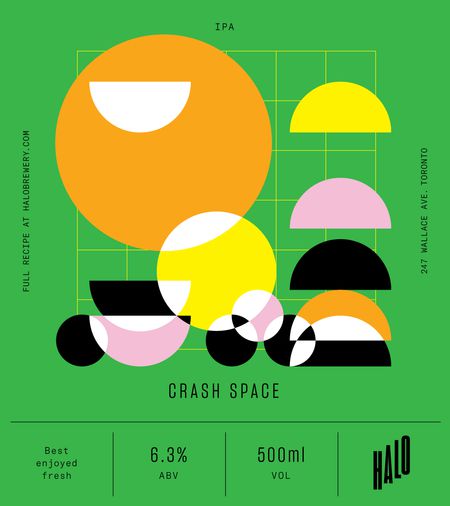 IPA
FULL RECIPE AT HALOBREWERY.COM
247 WALLACE AVE. TORONTO
CRASH SPACE
Best
enjoyed
fresh
6.3%
ABV
500ml
VOL
HALO